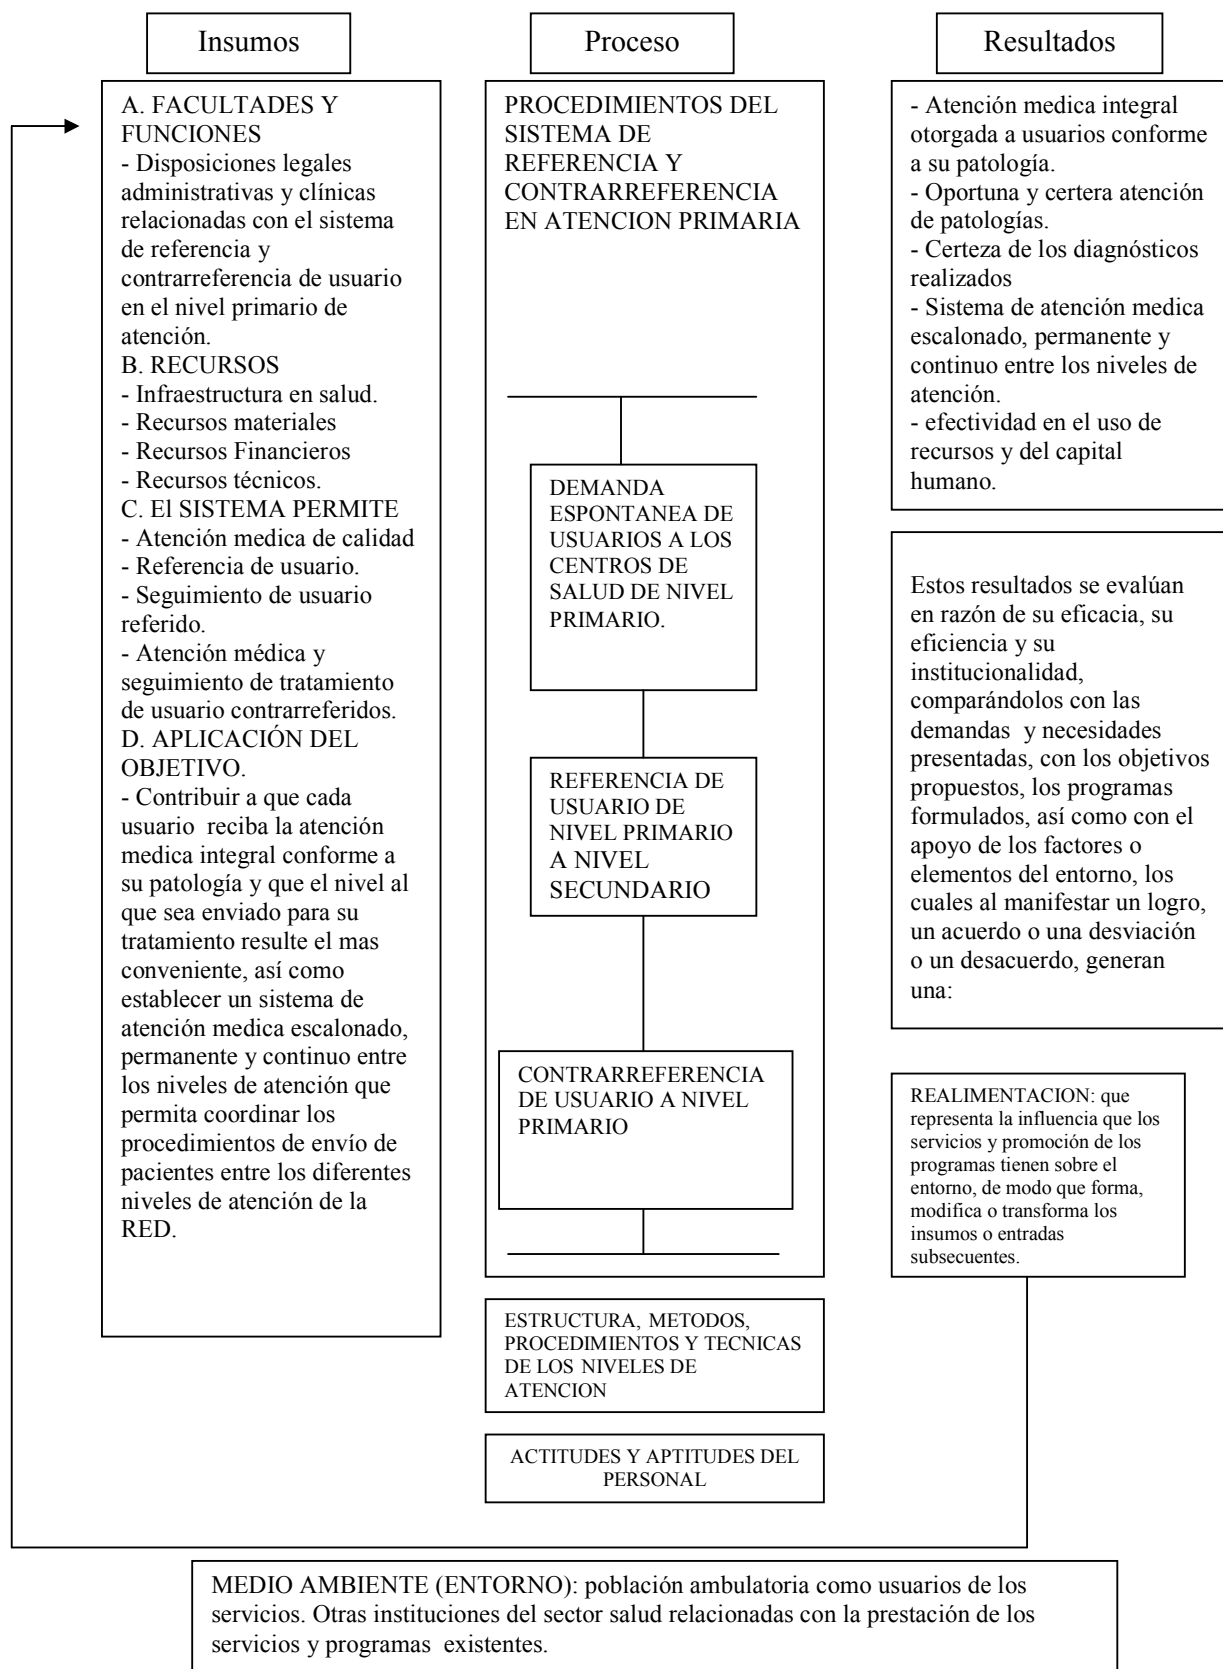 Insumos
A. FACULTADES Y
FUNCIONES
- Disposiciones legales
administrativas y clínicas
relacionadas con el sistema
de referencia y
contrarreferencia de usuario
en el nivel primario de
atención.
B. RECURSOS
- Infraestructura en salud.
- Recursos materiales
- Recursos Financieros
- Recursos técnicos.
C. El SISTEMA PERMITE
- Atención medica de calidad
- Referencia de usuario.
- Seguimiento de usuario
referido.
- Atención médica y
seguimiento de tratamiento
de usuario contrarreferidos.
D. APLICACIÓN DEL
OBJETIVO.
- Contribuir a que cada
usuario reciba la atención
medica integral conforme a
su patología y que el nivel al
que sea enviado para su
tratamiento resulte el mas
conveniente, así como
establecer un sistema de
atención medica escalonado,
permanente y continuo entre
los niveles de atención que
permita coordinar los
procedimientos de envío de
pacientes entre los diferentes
niveles de atención de la
RED.
Proceso
PROCEDIMIENTOS DEL
SISTEMA DE
REFERENCIA Y
CONTRARREFERENCIA
EN ATENCION PRIMARIA
DEMANDA
ESPONTANEA DE
USUARIOS A LOS
CENTROS DE
SALUD DE NIVEL
PRIMARIO.
REFERENCIA DE
USUARIO DE
NIVEL PRIMARIO
A NIVEL
SECUNDARIO
CONTRARREFERENCIA
DE USUARIO A NIVEL
PRIMARIO
ESTRUCTURA, METODOS,
PROCEDIMIENTOS Y TECNICAS
DE LOS NIVELES DE
ATENCION
ACTITUDES Y APTITUDES DEL
PERSONAL
Resultados
- Atención medica integral
otorgada a usuarios conforme
a su patología.
- Oportuna y certera atención
de patologías.
- Certeza de los diagnósticos
realizados
- Sistema de atención medica
escalonado, permanente y
continuo entre los niveles de
atención.
- efectividad en el uso de
recursos y del capital
humano.
Estos resultados se evalúan
en razón de su eficacia, su
eficiencia y su
institucionalidad,
comparándolos con las
demandas y necesidades
presentadas, con los objetivos
propuestos, los programas
formulados, así como con el
apoyo de los factores o
elementos del entorno, los
cuales al manifestar un logro,
un acuerdo o una desviación
o un desacuerdo, generan
una:
REALIMENTACION: que
representa la influencia que los
servicios y promoción de los
programas tienen sobre el
entorno, de modo que forma,
modifica o transforma los
insumos o entradas
subsecuentes.
MEDIO AMBIENTE (ENTORNO): población ambulatoria como usuarios de los
servicios. Otras instituciones del sector salud relacionadas con la prestación de los
servicios y programas existentes.